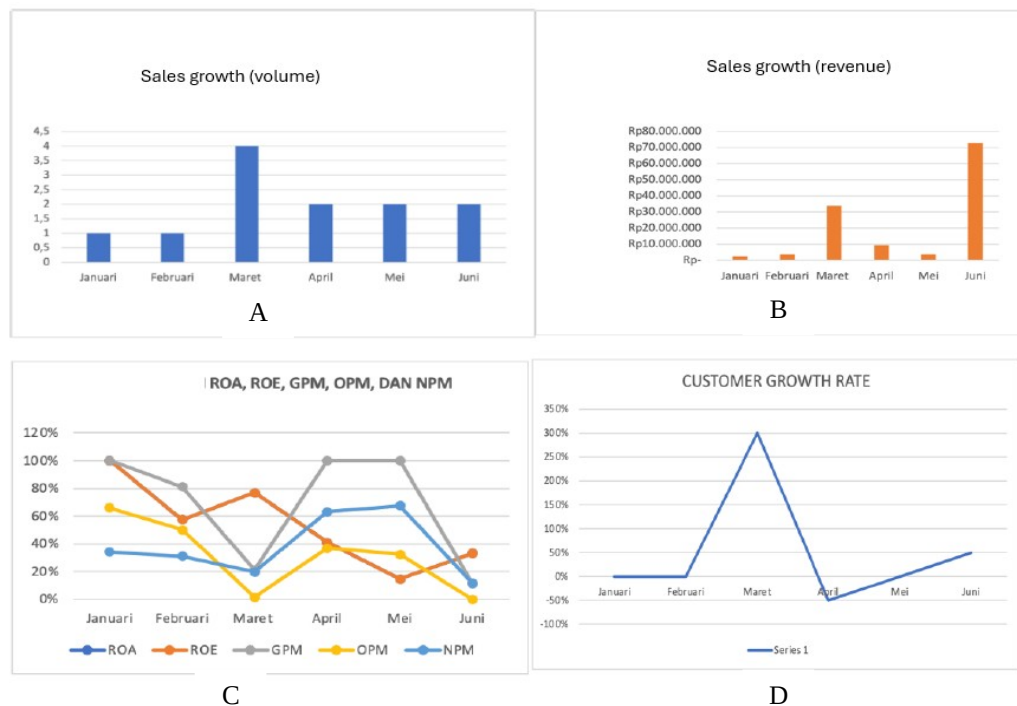 Sales growth (volume)
4,5
4
3,5
3
2,5
2
1,5
1
0,5
0
Januari Februari Maret April Mei Juni
A
Sales growth (revenue)
Rp80.000.000
Rp70.000.000
Rp60.000.000
Rp50.000.000
Rp40.000.000
Rp30.000.000
Rp20.000.000
Rp10.000.000
Rp-
Januari Februari Maret April Mei Juni
B
ROA, ROE, GPM, OPM, DAN NPM
120%
100%
80%
60%
40%
20%
0%
Januari Februari Maret April Mei Juni
ROA ROE GPM OPM NPM
C
CUSTOMER GROWTH RATE
350%
300%
250%
200%
150%
100%
50%
0%
-50%
-100%
Januari Februari Maret April Mei Juni
Series 1
D